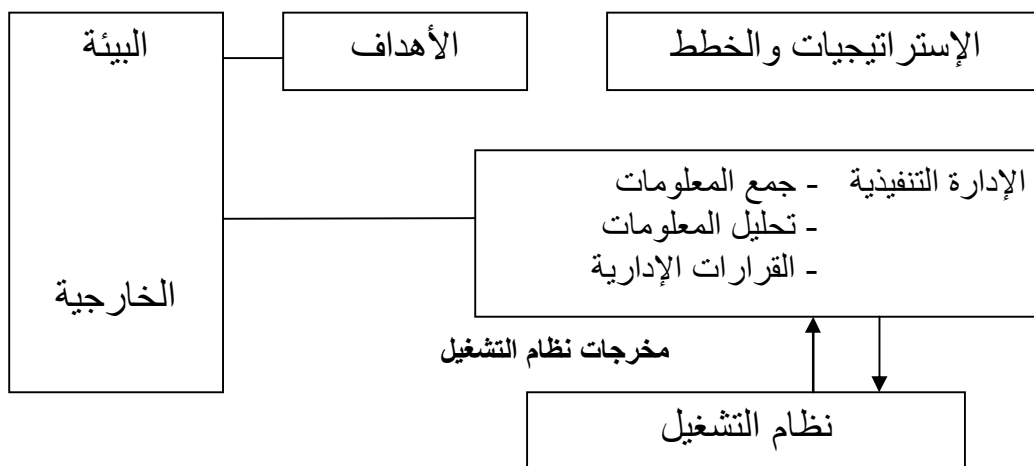 الإستراتيجيات والخطط
الأهداف
البيئة
الخارجية
الإدارة التنفيذية - جمع المعلومات
- تحليل المعلومات
- القرارات الإدارية
مخرجات نظام التشغيل
نظام التشغيل